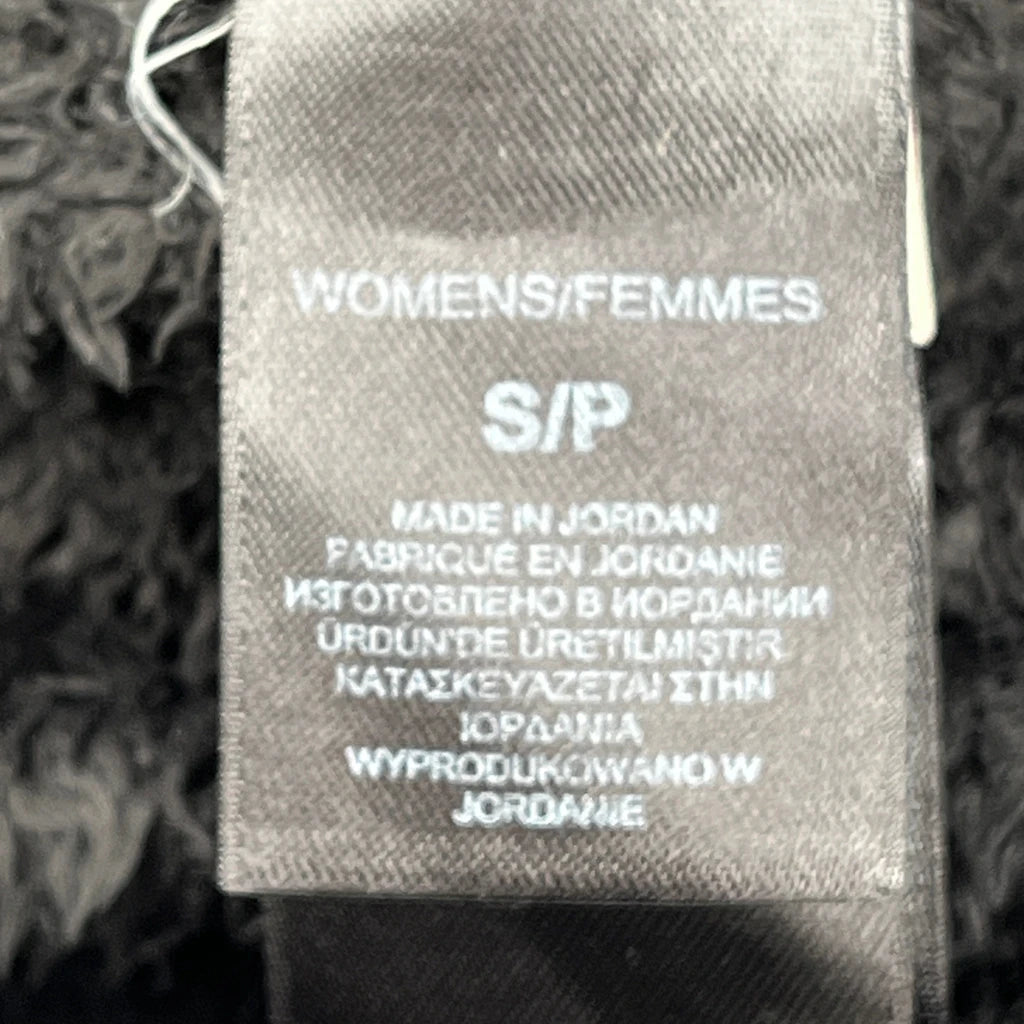 WOMENS/FEMMES
S/P
MADE IN JORDAN
FABRIQUÉ EN JORDANIE
ИЗГОТОВЛЕНО В ИОРДАНИИ
ÜRDÜN'DE ÜRETILMIŞTIR
ΚΑΤΑΣΚΕΥΑΖΕΤΑΙ ΣΤΗΝ
ΙΟΡΔΑΝΙΑ
WYPRODUKOWANO W
JORDANIE